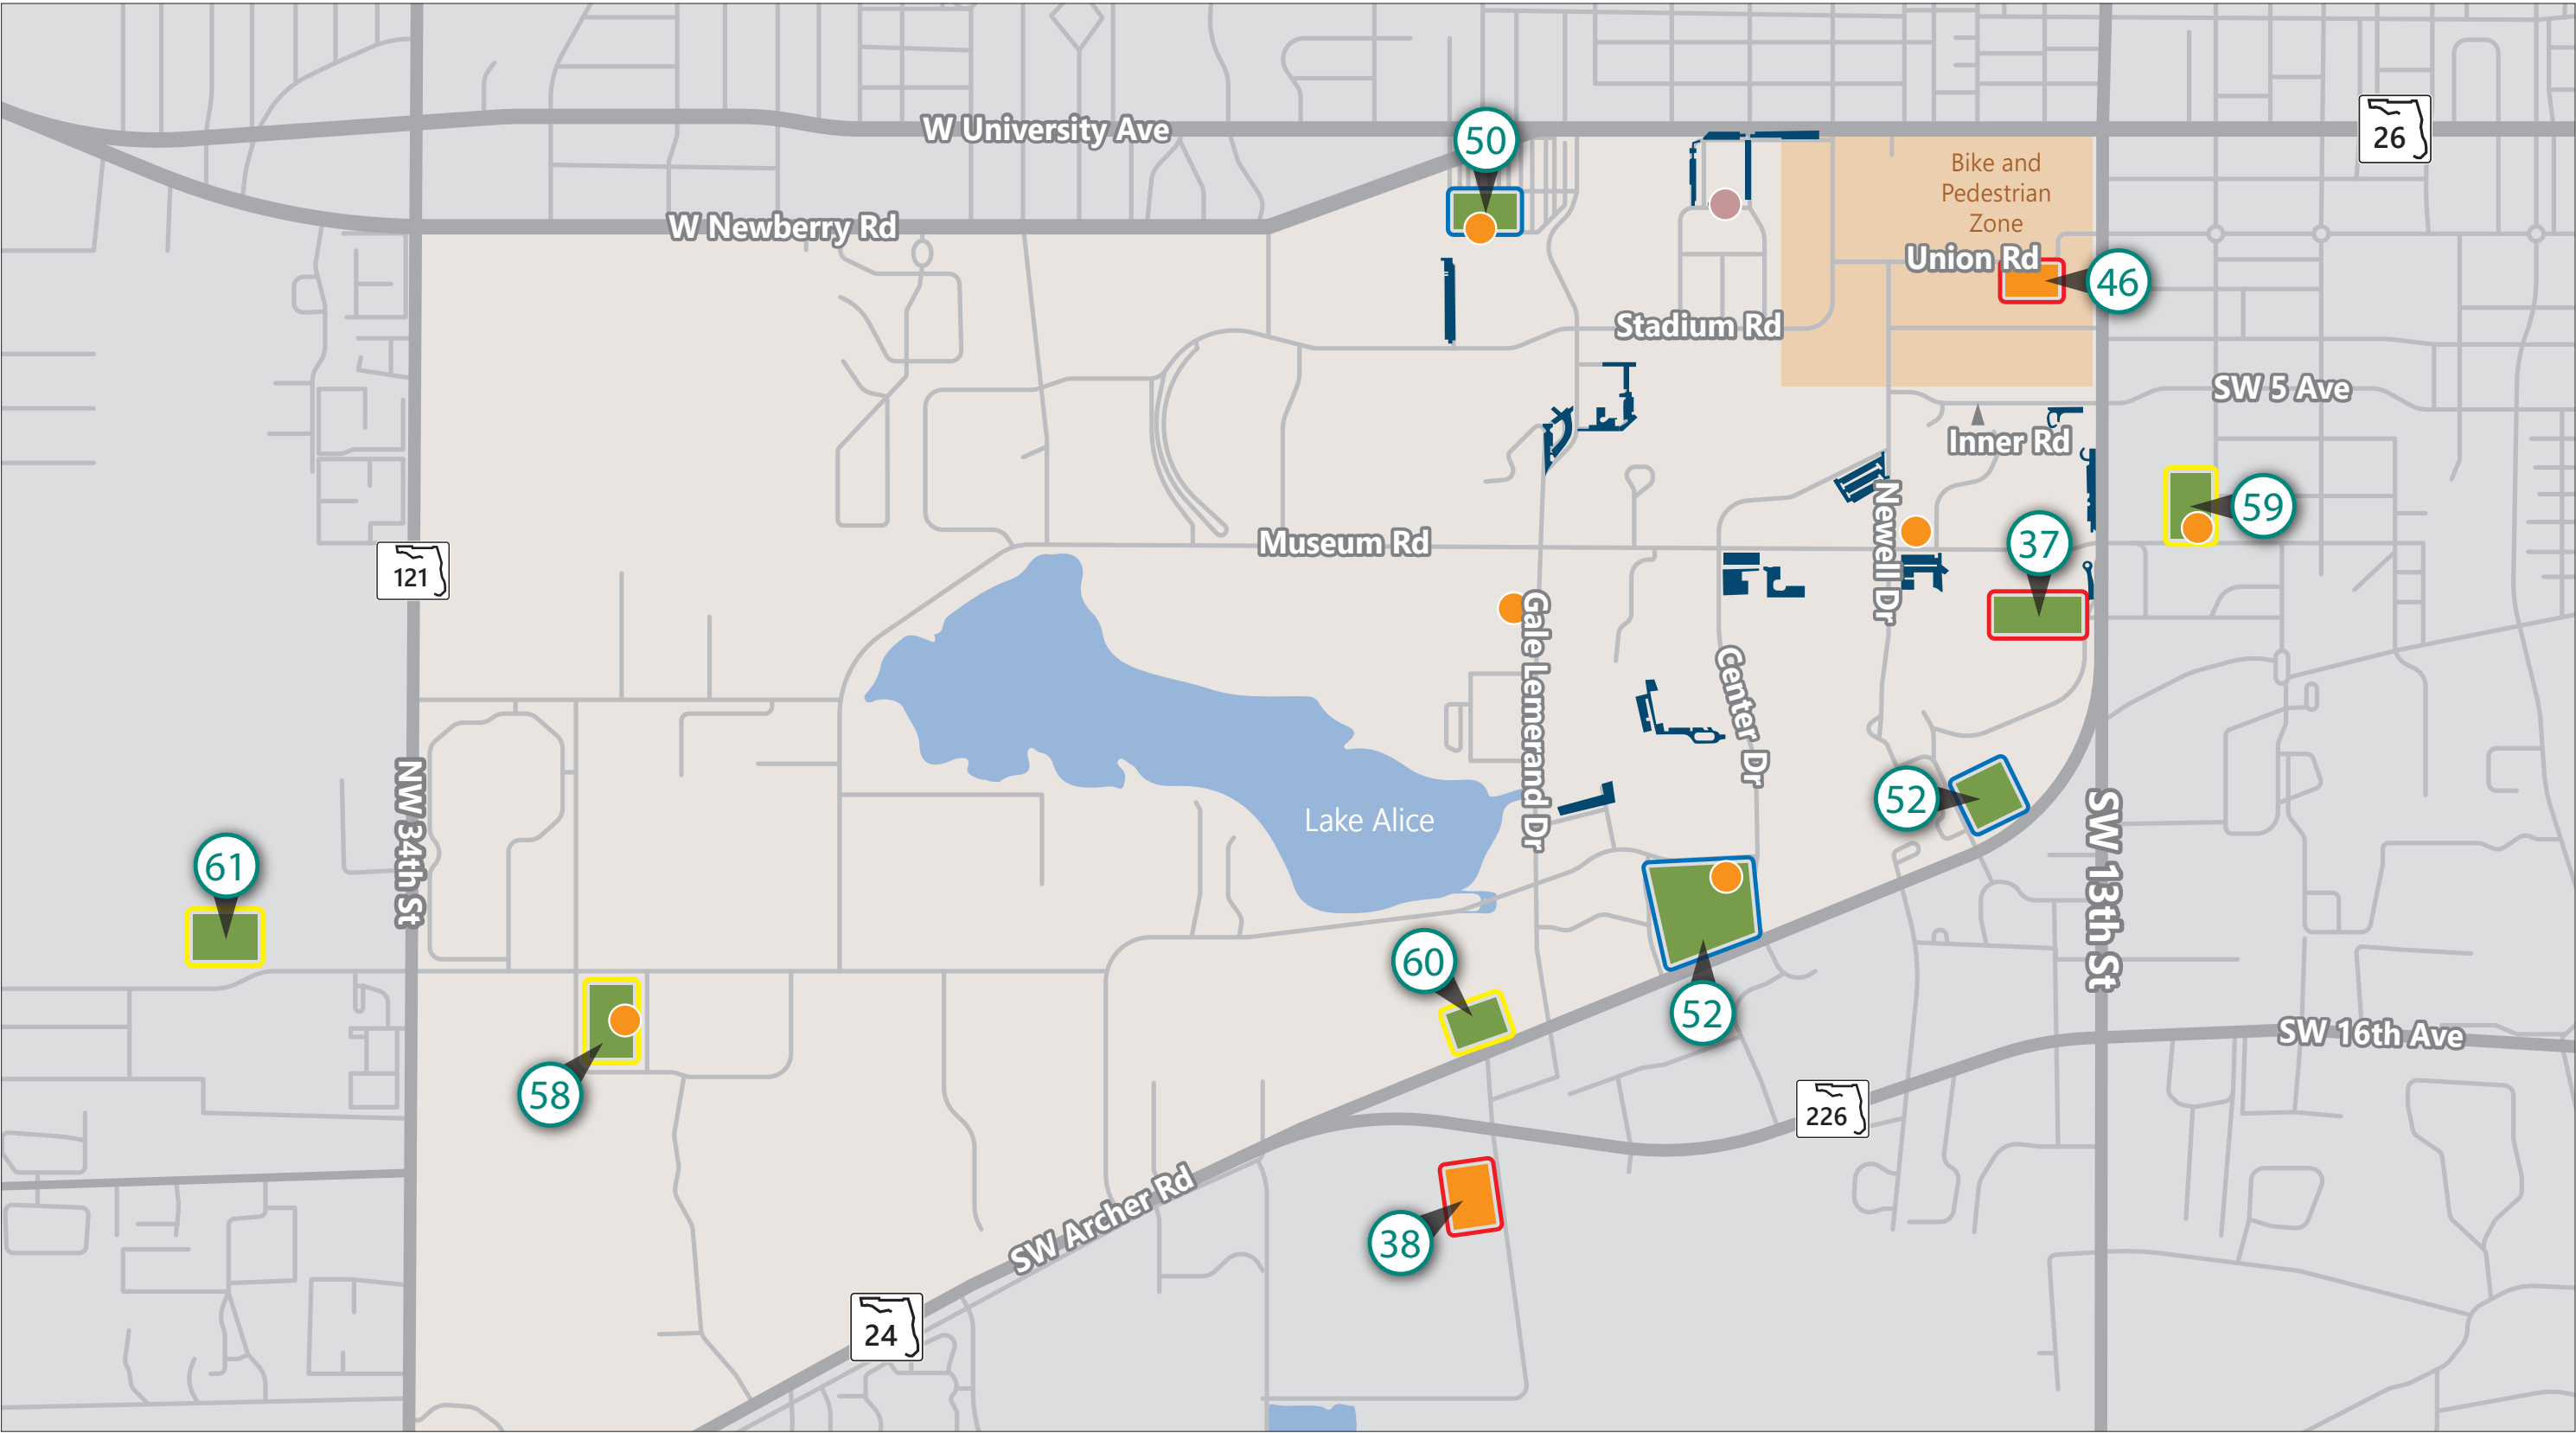 W University Ave
50
26
Bike and
Pedestrian
Zone
W Newberry Rd
Union Rd
46
Stadium Rd
SW 5 Ave
Inner Rd
59
Newell Dr
37
Museum Rd
121
Gale Lemerand Dr
Center Dr
NW 34th St
52
SW 13th St
Lake Alice
61
60
52
SW 16th Ave
58
226
SW Archer Rd
38
24